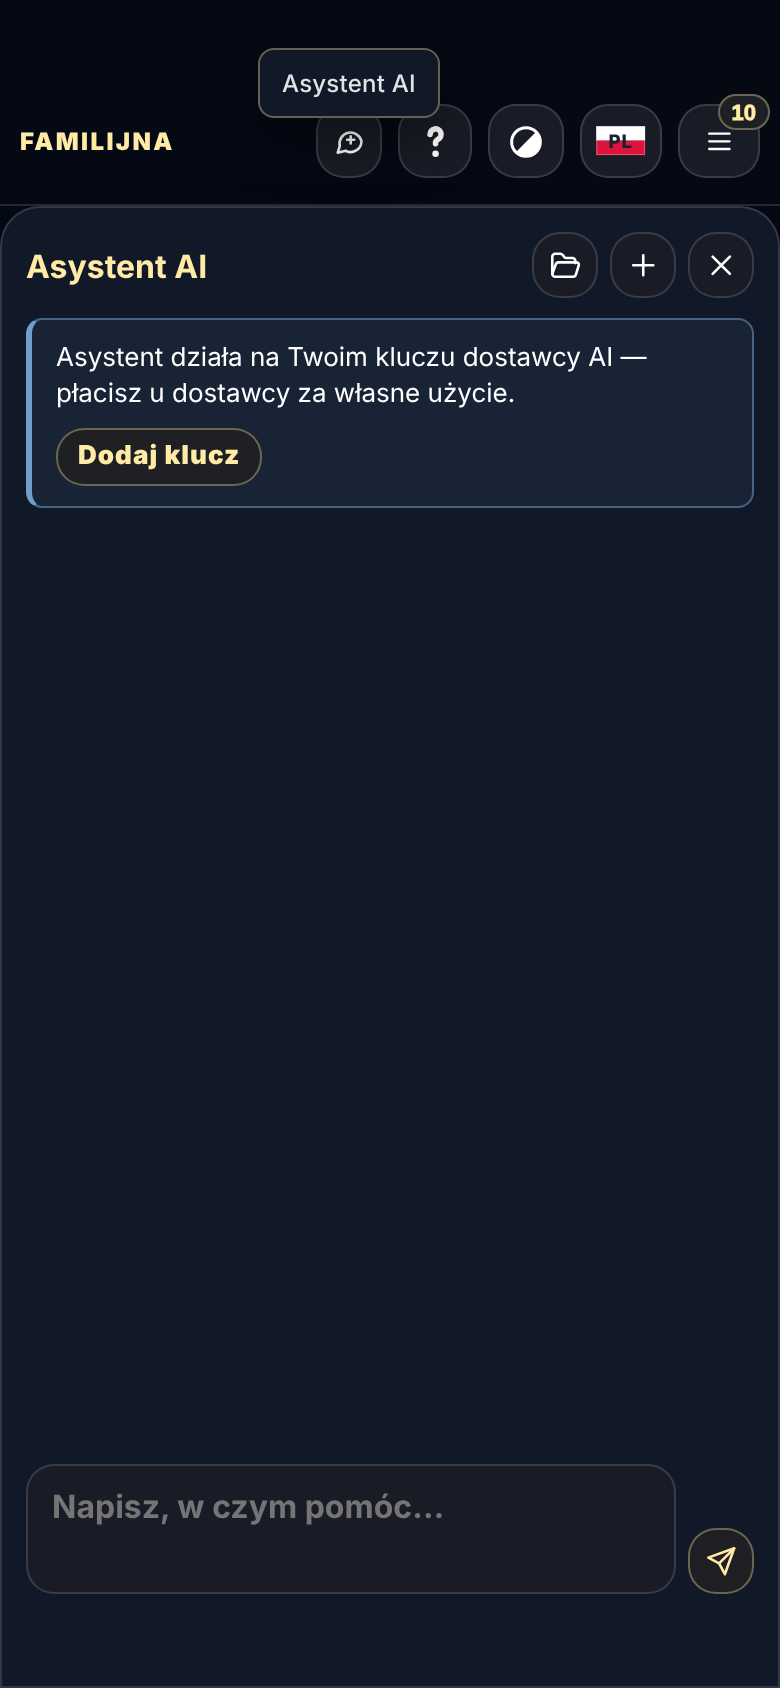 Asystent AI
FAMILIJNA
?
PL
10
Asystent AI
Asystent działa na Twoim kluczu dostawcy AI —
płacisz u dostawcy za własne użycie.
Dodaj klucz
Napisz, w czym pomóc...